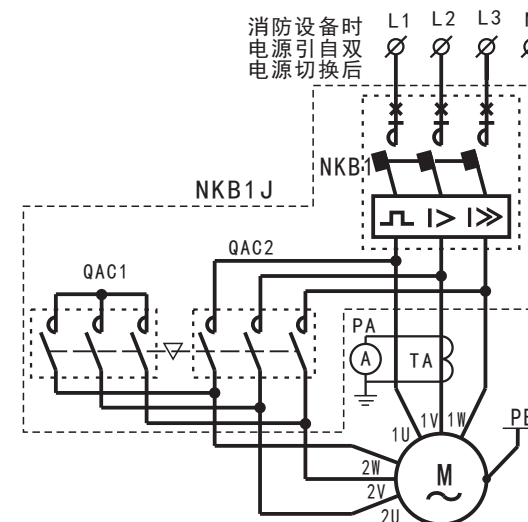 消防设备时
电源引自双
电源切换后
L1 L2 L3
NKB1
NKB1J
I> I>>
QAC2
QAC1
PA
A
TA
PE
1U 1V 1W
2W
2V
2U
M